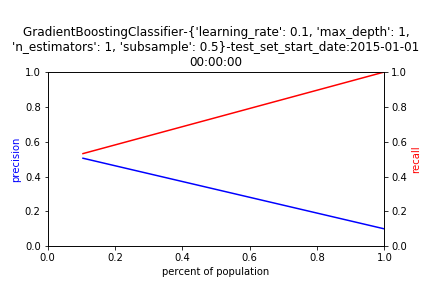 GradientBoostingClassifier-{'learning_rate': 0.1, 'max_depth': 1,
'n_estimators': 1, 'subsample': 0.5}-test_set_start_date:2015-01-01
00:00:00
1.0
0.8
0.6
0.4
0.2
0.0
precision
1.0
0.8
0.6
0.4
0.2
0.0
recall
0.0 0.2 0.4 0.6 0.8 1.0
percent of population